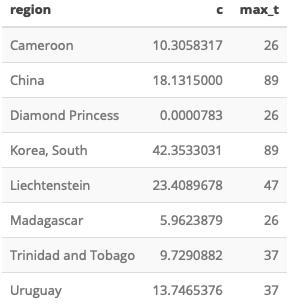 region c max_t
Cameroon 10.3058317 26
China 18.1315000 89
Diamond Princess 0.0000783 26
Korea, South 42.3533031 89
Liechtenstein 23.4089678 47
Madagascar 5.9623879 26
Trinidad and Tobago 9.7290882 37
Uruguay 13.7465376 37